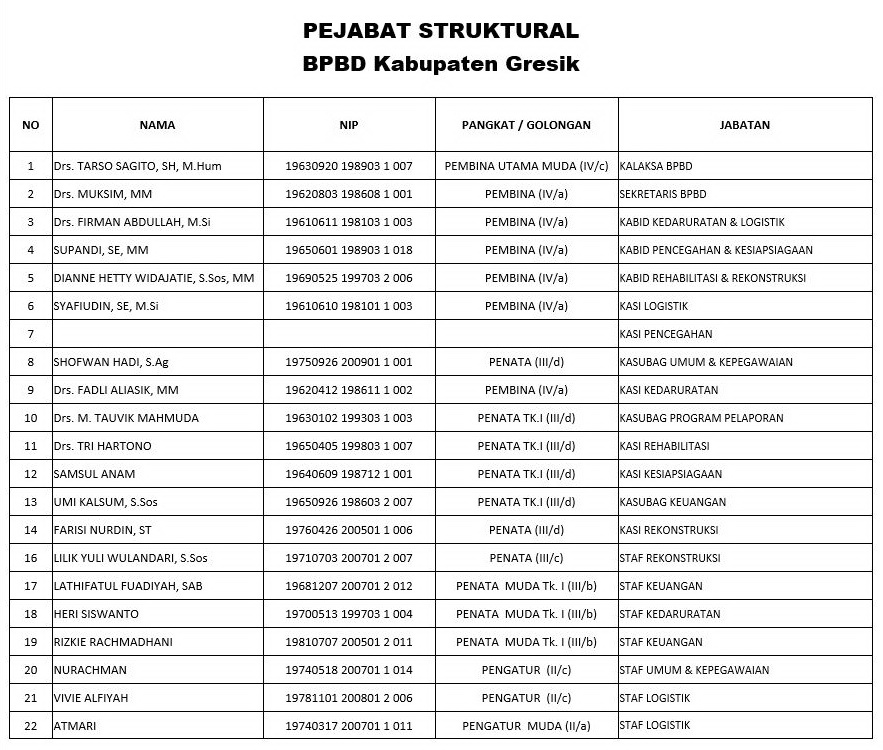 PEJABAT STRUKTURAL
BPBD Kabupaten Gresik
NO NAMA NIP PANGKAT / GOLONGAN JABATAN
1 Drs. TARSO SAGITO, SH, M.Hum 19630920 198903 1 007 PEMBINA UTAMA MUDA (IV/c) KALAKSA BPBD
2 Drs. MUKSIM, MM 19620803 198608 1 001 PEMBINA (IV/a) SEKRETARIS BPBD
3 Drs. FIRMAN ABDULLAH, M.Si 19610611 198103 1 003 PEMBINA (IV/a) KABID KEDARURATAN & LOGISTIK
4 SUPANDI, SE, MM 19650601 198903 1 018 PEMBINA (IV/a) KABID PENCEGAHAN & KESIAPSIAGAAN
5 DIANNE HETTY WIDAJATIE, S.Sos, MM 19690525 199703 2 006 PEMBINA (IV/a) KABID REHABILITASI & REKONSTRUKSI
6 SYAFIUDIN, SE, M.Si 19610610 198101 1 003 PEMBINA (IV/a) KASI LOGISTIK
7 KASI PENCEGAHAN
8 SHOFWAN HADI, S.Ag 19750926 200901 1 001 PENATA (III/d) KASUBAG UMUM & KEPEGAWAIAN
9 Drs. FADLI ALIASIK, MM 19620412 198611 1 002 PEMBINA (IV/a) KASI KEDARURATAN
10 Drs. M. TAUVIK MAHMUDA 19630102 199303 1 003 PENATA TK.I (III/d) KASUBAG PROGRAM PELAPORAN
11 Drs. TRI HARTONO 19650405 199803 1 007 PENATA TK.I (III/d) KASI REHABILITASI
12 SAMSUL ANAM 19640609 198712 1 001 PENATA TK.I (III/d) KASI KESIAPSIAGAAN
13 UMI KALSUM, S.Sos 19650926 198603 2 007 PENATA TK.I (III/d) KASUBAG KEUANGAN
14 FARISI NURDIN, ST 19760426 200501 1 006 PENATA (III/d) KASI REKONSTRUKSI
16 LILIK YULI WULANDARI, S.Sos 19710703 200701 2 007 PENATA (III/c) STAF REKONSTRUKSI
17 LATHIFATUL FUADIYAH, SAB 19681207 200701 2 012 PENATA MUDA Tk. I (III/b) STAF KEUANGAN
18 HERI SISWANTO 19700513 199703 1 004 PENATA MUDA Tk. I (III/b) STAF KEDARURATAN
19 RIZKIE RACHMADHANI 19810707 200501 2 011 PENATA MUDA Tk. I (III/b) STAF KEUANGAN
20 NURACHMAN 19740518 200701 1 014 PENGATUR (II/c) STAF UMUM & KEPEGAWAIAN
21 VIVIE ALFIYAH 19781101 200801 2 006 PENGATUR (II/c) STAF LOGISTIK
22 ATMARI 19740317 200701 1 011 PENGATUR MUDA (II/a) STAF LOGISTIK